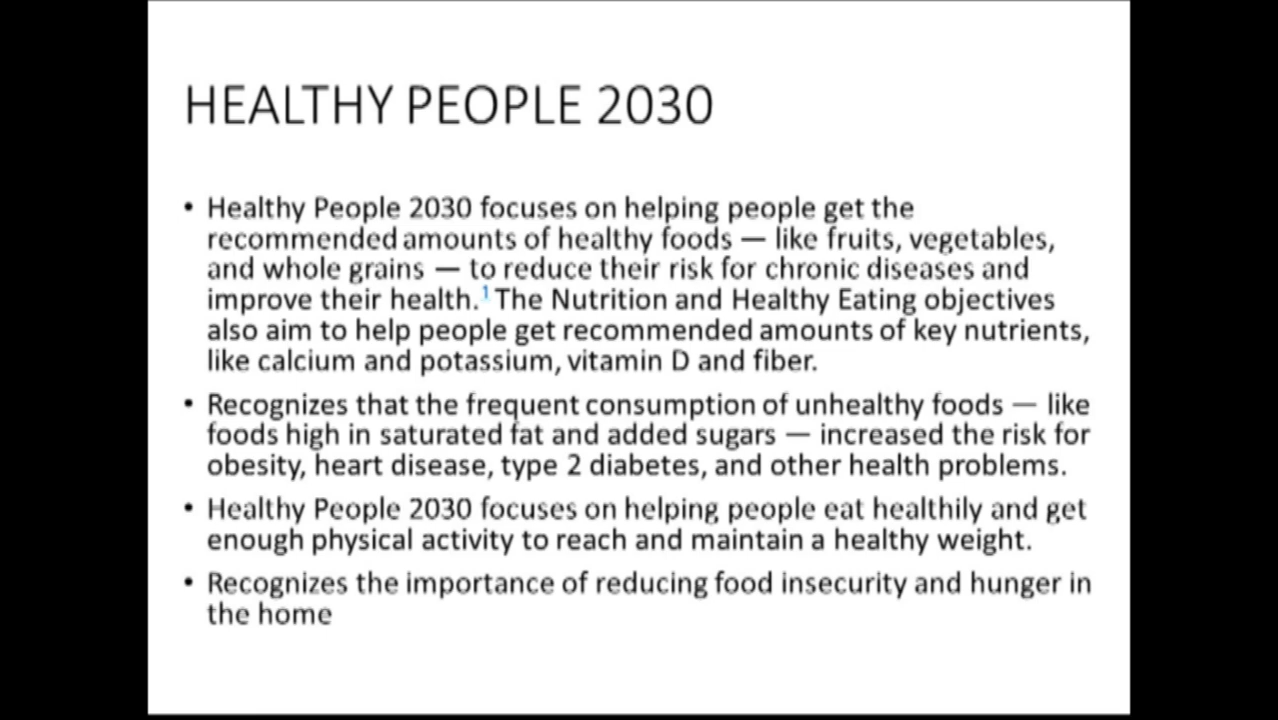 HEALTHY PEOPLE 2030
• Healthy People 2030 focuses on helping people get the
recommended amounts of healthy foods — like fruits, vegetables,
and whole grains — to reduce their risk for chronic diseases and
improve their health.1 The Nutrition and Healthy Eating objectives
also aim to help people get recommended amounts of key nutrients,
like calcium and potassium, vitamin D and fiber.
• Recognizes that the frequent consumption of unhealthy foods — like
foods high in saturated fat and added sugars — increased the risk for
obesity, heart disease, type 2 diabetes, and other health problems.
• Healthy People 2030 focuses on helping people eat healthily and get
enough physical activity to reach and maintain a healthy weight.
• Recognizes the importance of reducing food insecurity and hunger in
the home